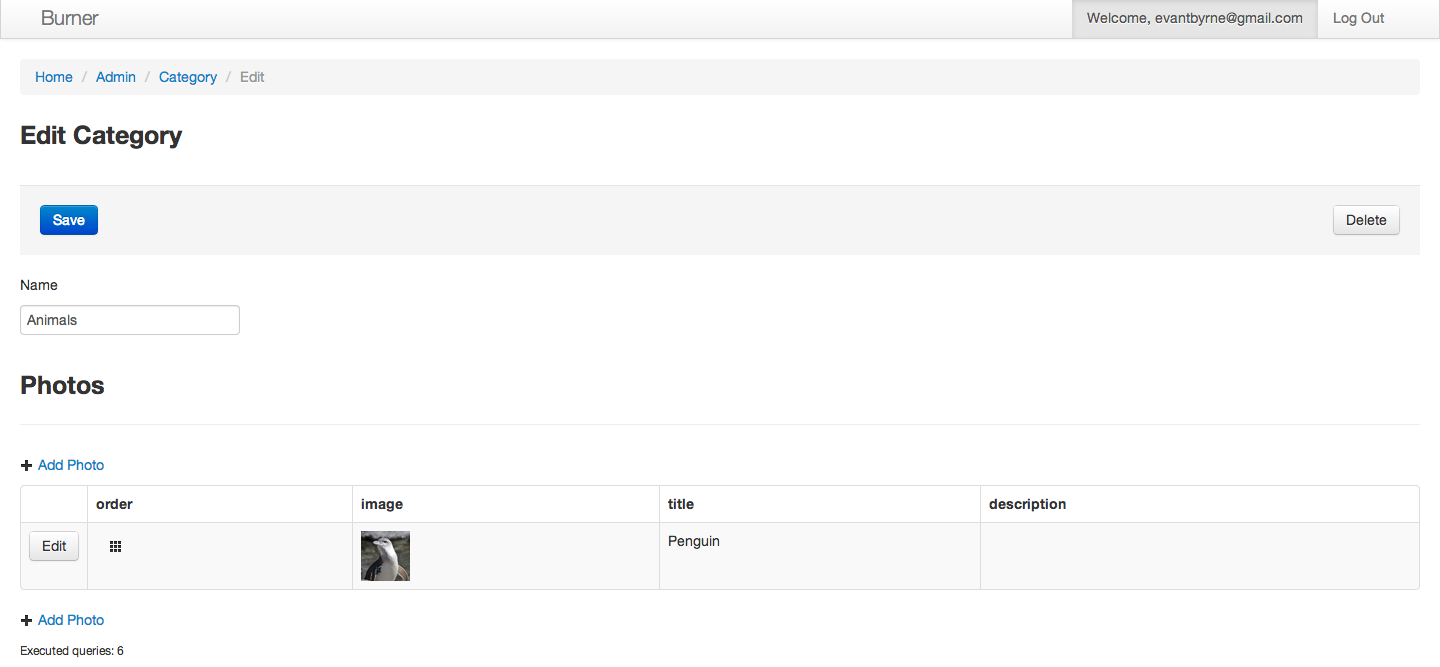 Burner Welcome, evantbyrne@gmail.com Log Out
Home / Admin / Category / Edit
Edit Category
Save Delete
Name
Animals
Photos
Add Photo
order image title description
Edit Penguin
Add Photo
Executed queries: 6